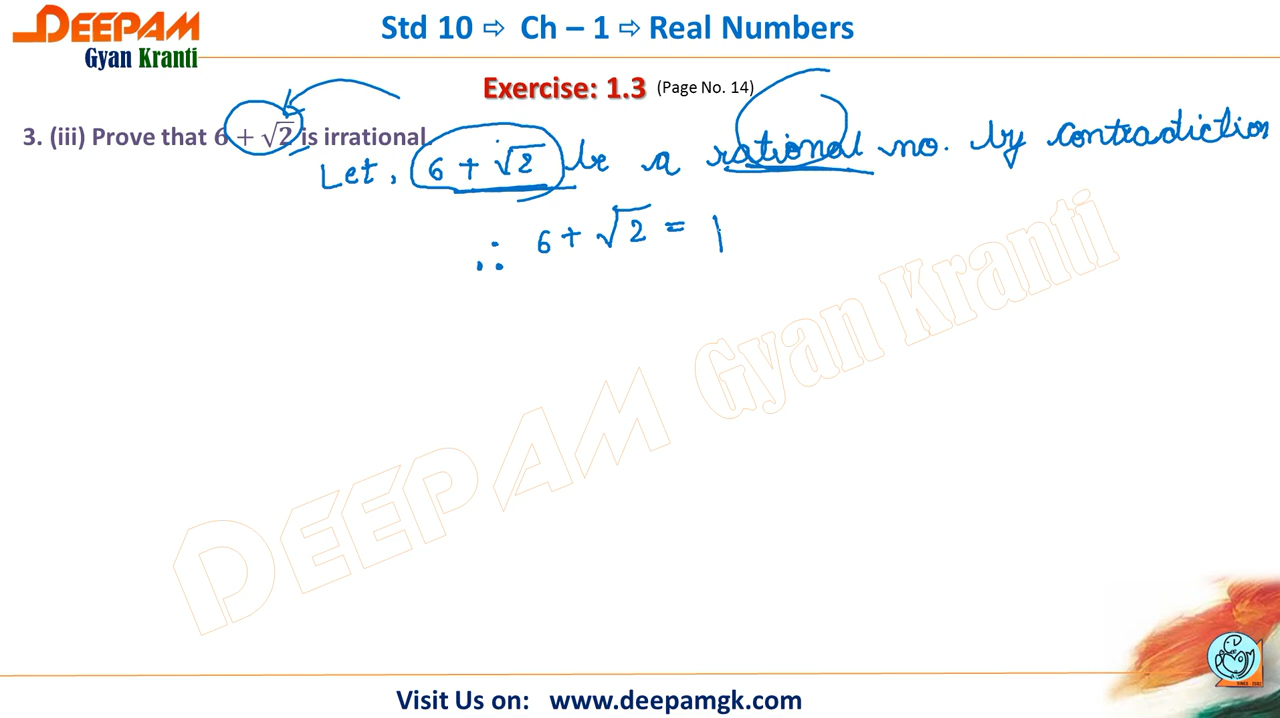 DEEPAM
Gyan Kranti
Std 10 ⇨ Ch – 1 ⇨ Real Numbers
Exercise: 1.3 (Page No. 14)
3. (iii) Prove that 6 + √2 is irrational.
Let, 6 + √2 be a rational no. by contradiction
∴ 6 + √2 =
DEEPAM Gyan Kranti
Visit Us on: www.deepamgk.com